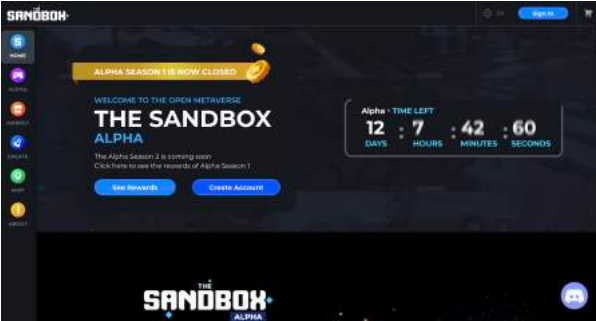 THE
SANDBOX
EN
Sign In
HOME
ALPHA
MARKET
CREATE
MAP
ABOUT
ALPHA SEASON 1 IS NOW CLOSED
WELCOME TO THE OPEN METAVERSE
THE SANDBOX
ALPHA
The Alpha Season 2 is coming soon
Click here to see the rewards of Alpha Season 1
See Rewards
Create Account
Alpha - TIME LEFT
12 : 7 : 42 : 60
DAYS HOURS MINUTES SECONDS
THE
SANDBOX
ALPHA